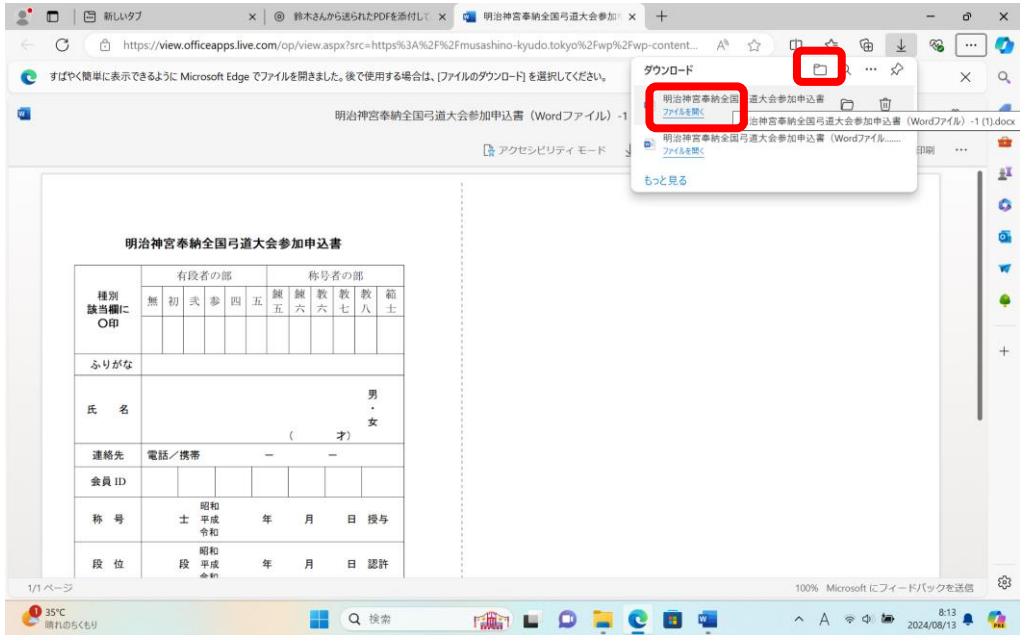 新しいタブ
鈴木さんから送られたPDFを添付して
明治神宮奉納全国弓道大会参加
https://view.officeapps.live.com/op/view.aspx?src=https%3A%2F%2Fmusashino-kyudo.tokyo%2Fwp%2Fwp-content...
すばやく簡単に表示できるように Microsoft Edge でファイルを開きました。後で使用する場合は、[ファイルのダウンロード] を選択してください。
ダウンロード
明治神宮奉納全国弓道大会参加申込書
ファイルを開く
治神宮奉納全国弓道大会参加申込書（Wordファイル）-1 (1).docx
明治神宮奉納全国弓道大会参加申込書（Wordファイル......
ファイルを開く
もっと見る
明治神宮奉納全国弓道大会参加申込書（Wordファイル）-1
アクセシビリティ モード
印刷
明治神宮奉納全国弓道大会参加申込書
種別
該当欄に
〇印
有段者の部 称号者の部
無 初 弐 参 四 五 錬五 錬六 教六 教七 教八 範士
ふりがな
氏 名
男
・
女
( 才)
連絡先 電話／携帯 － －
会員 ID
称 号 士 昭和 平成 令和 年 月 日 授与
段 位 段 昭和 平成 令和 年 月 日 認許
1/1 ページ
100% Microsoft にフィードバックを送信
1
35°C
晴れのちくもり
検索
A
8:13
2024/08/13
PRE